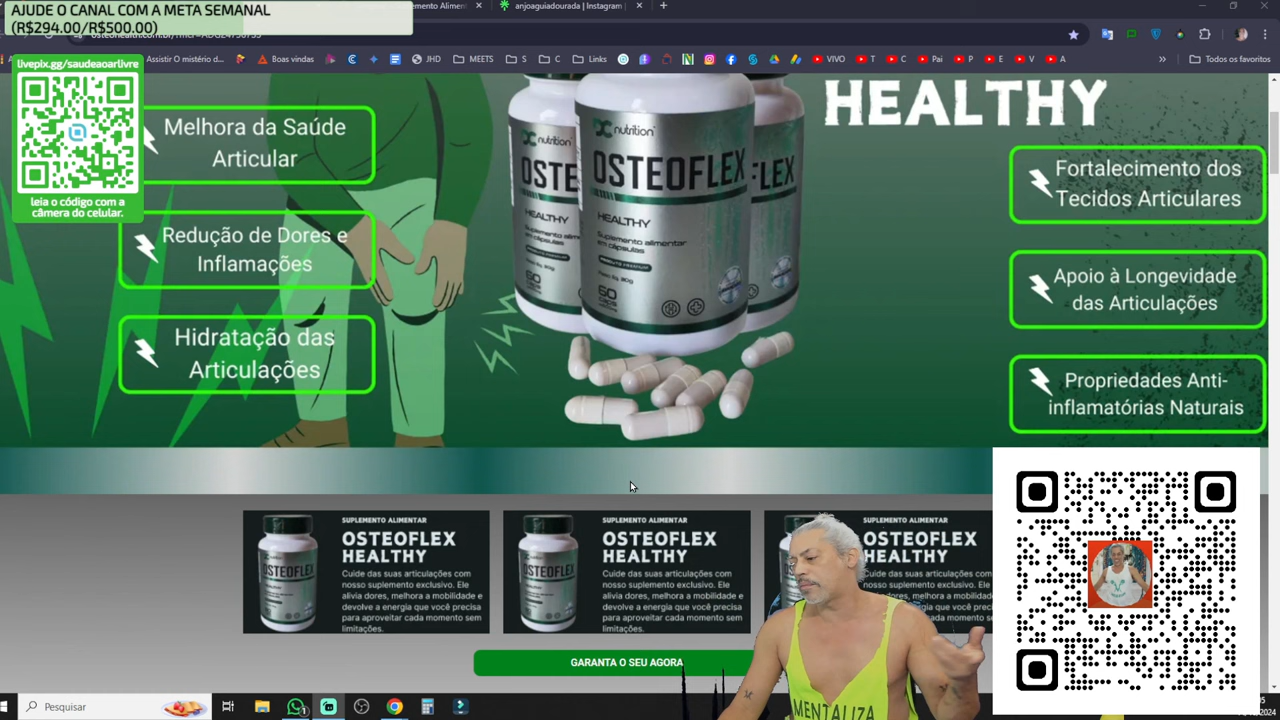 AJUDE O CANAL COM A META SEMANAL
(R$294.00/R$500.00)
anjoaguiadourada | Instagram
livepix.gg/saudeaoarlivre
leia o código com a
câmera do celular.
Assistir O mistério d
Boas vindas
JHD
MEETS
S
C
Links
VIVO
T
C
Pai
P
E
V
A
Todos os favoritos
HEALTHY
Melhora da Saúde
Articular
Redução de Dores e
Inflamações
Hidratação das
Articulações
nutrition
OSTEOFLEX
HEALTHY
Suplemento alimentar
em cápsulas
60
caps
Fortalecimento dos
Tecidos Articulares
Apoio à Longevidade
das Articulações
Propriedades Anti-
inflamatórias Naturais
SUPLEMENTO ALIMENTAR
OSTEOFLEX
HEALTHY
Cuide das suas articulações com
nosso suplemento exclusivo. Ele
alivia dores, melhora a mobilidade e
devolve a energia que você precisa
para aproveitar cada momento sem
limitações.
SUPLEMENTO ALIMENTAR
OSTEOFLEX
HEALTHY
Cuide das suas articulações com
nosso suplemento exclusivo. Ele
alivia dores, melhora a mobilidade e
devolve a energia que você precisa
para aproveitar cada momento sem
limitações.
SUPLEMENTO ALIMENTAR
OSTEOFLEX
HEALTHY
GARANTA O SEU AGORA
MENTALIZA
Pesquisar